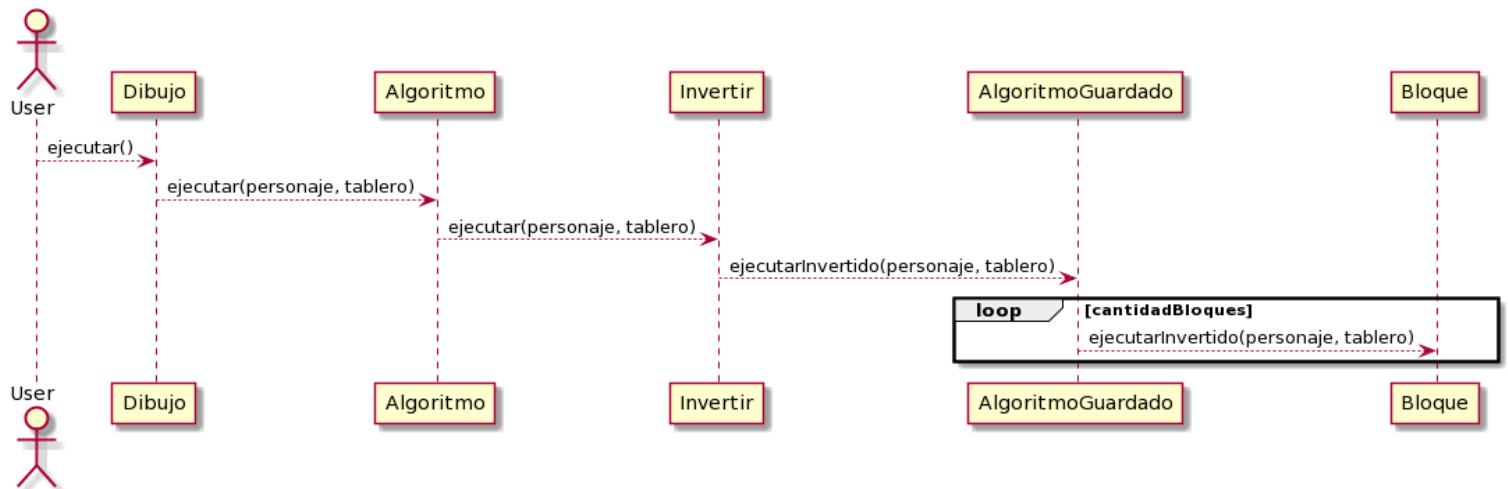 User
Dibujo
Algoritmo
Invertir
AlgoritmoGuardado
Bloque
ejecutar()
ejecutar(personaje, tablero)
ejecutar(personaje, tablero)
ejecutarInvertido(personaje, tablero)
loop [cantidadBloques]
ejecutarInvertido(personaje, tablero)
User
Dibujo
Algoritmo
Invertir
AlgoritmoGuardado
Bloque